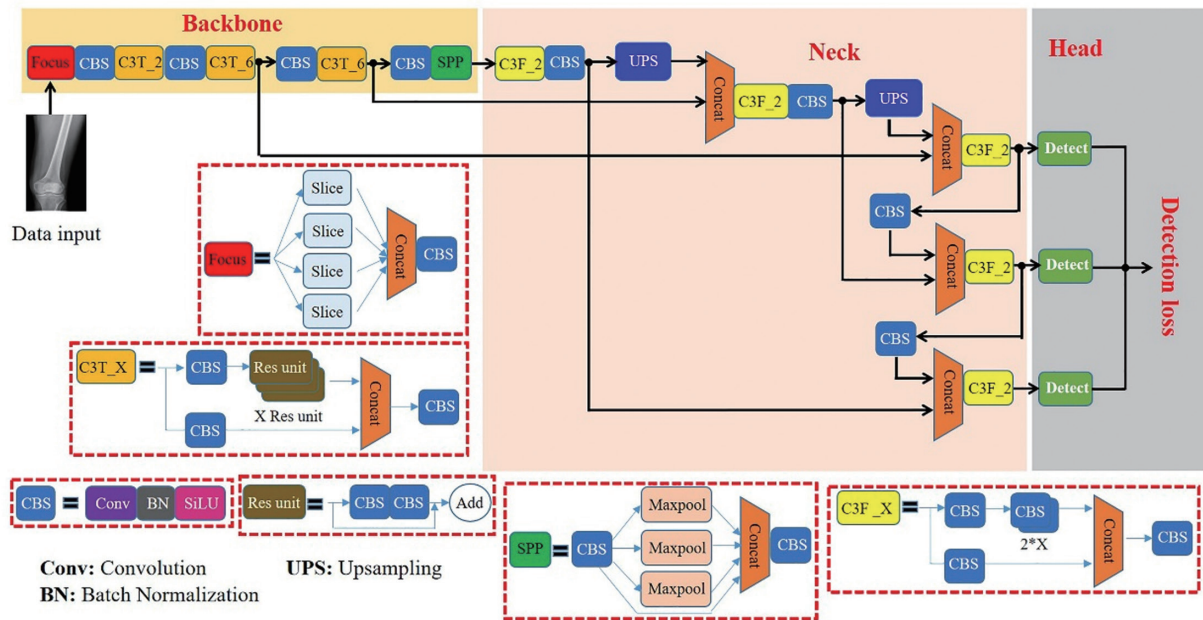 Backbone
Focus CBS C3T_2 CBS C3T_6 CBS C3T_6 CBS SPP
Data input
Neck
C3F_2 CBS UPS
Concat C3F_2 CBS UPS
Concat C3F_2
CBS
Concat C3F_2
CBS
Concat C3F_2
Head
Detect
Detect
Detect
Detection loss
Focus = Slice
Slice
Slice
Slice
Concat CBS
C3T_X = CBS Res unit
X Res unit
CBS
Concat CBS
CBS = Conv BN SiLU
Res unit = CBS CBS Add
Conv: Convolution
BN: Batch Normalization
UPS: Upsampling
SPP = CBS Maxpool
Maxpool
Maxpool
Concat CBS
C3F _X = CBS CBS
2*X
CBS
Concat CBS